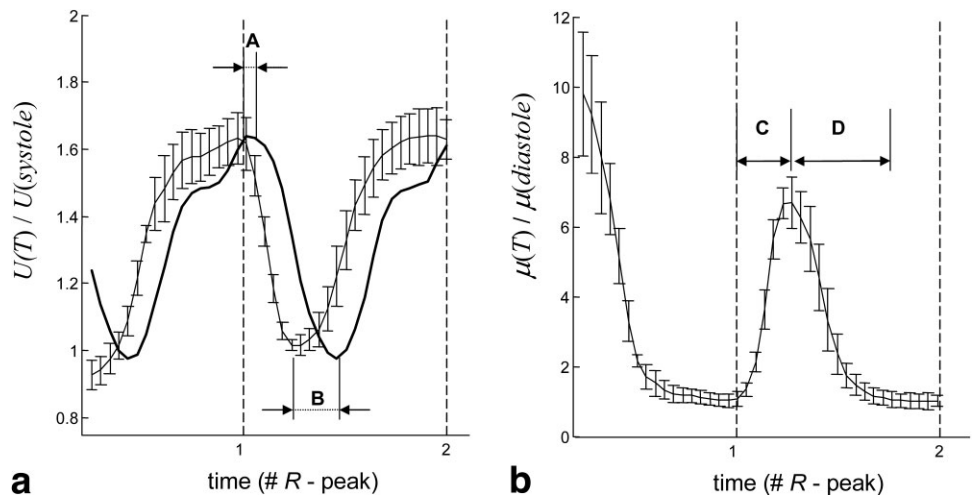 2
1.8
1.6
1.4
1.2
1
0.8
U(T) / U(systole)
A
B
1
2
time (# R - peak)
a
12
10
8
6
4
2
0
μ(T) / μ(diastole)
C
D
1
2
time (# R - peak)
b